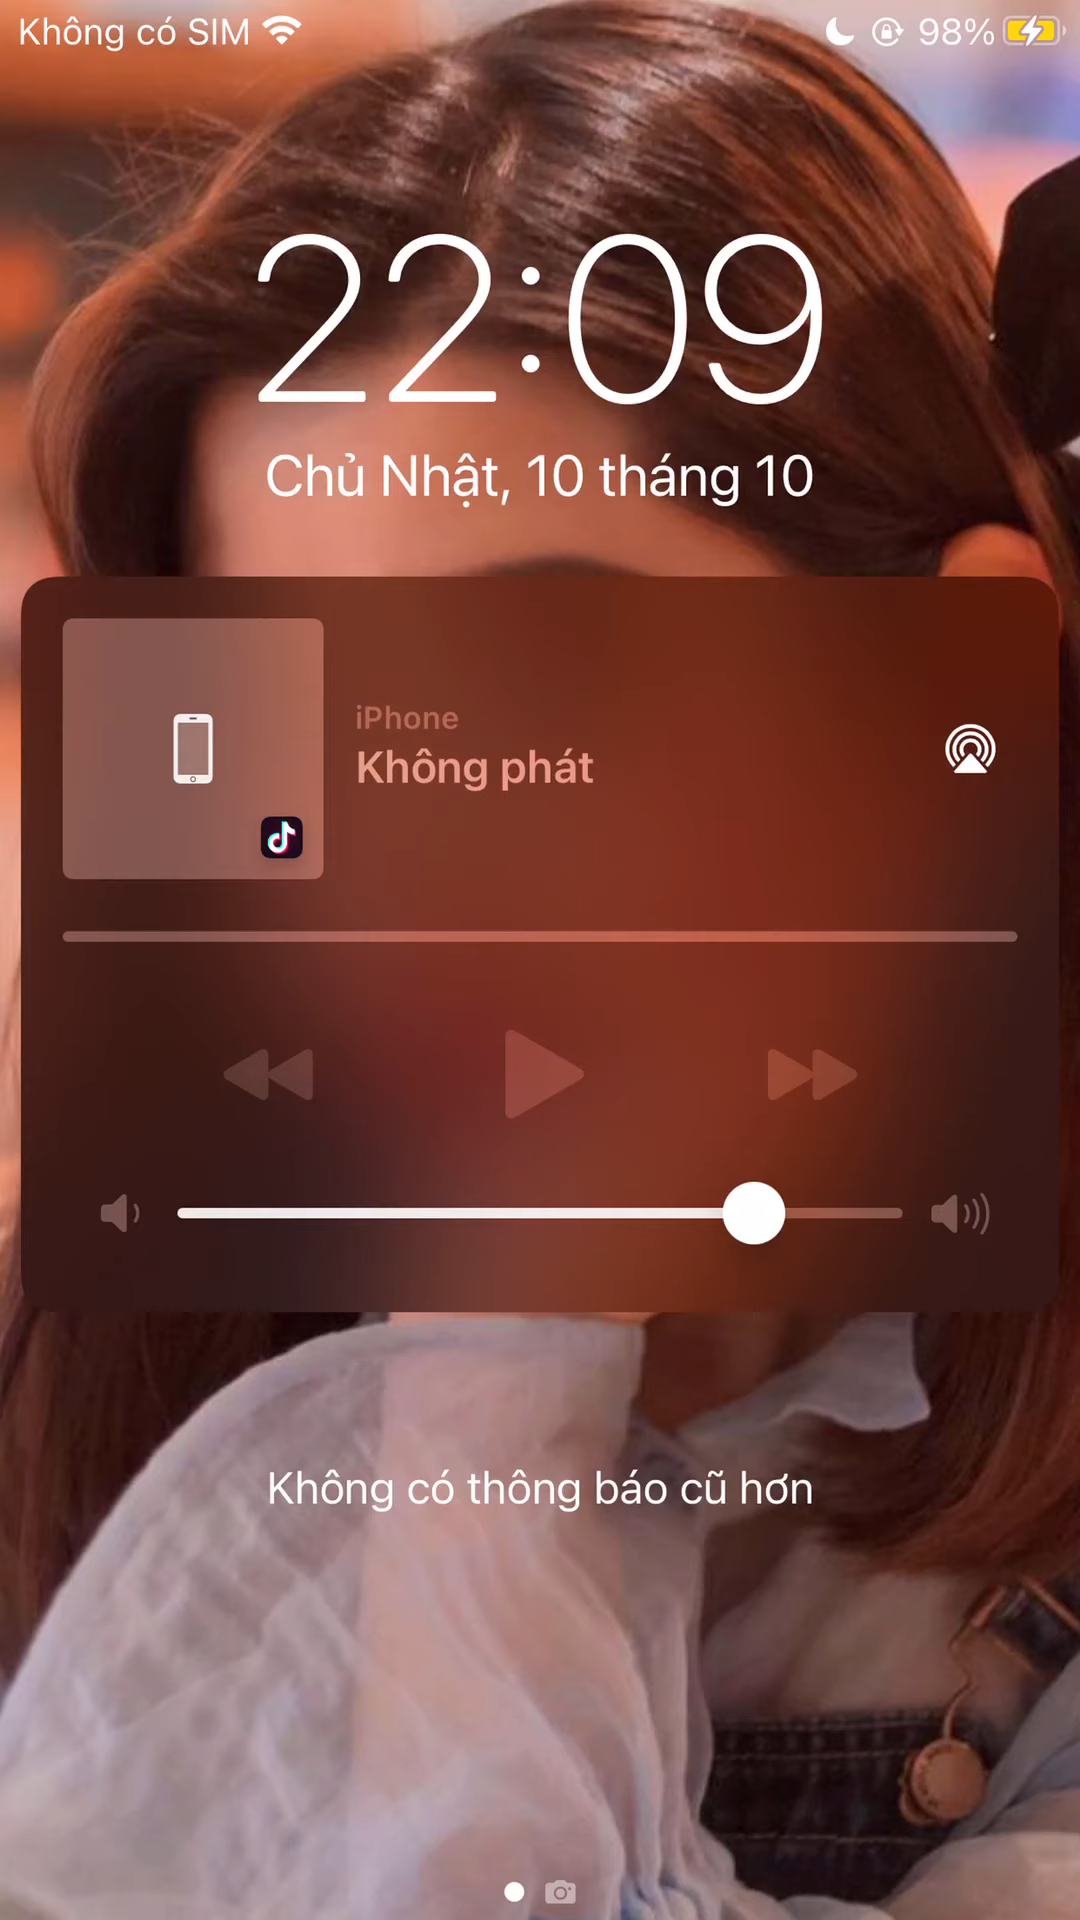 Không có SIM 98%
22:09
Chủ Nhật, 10 tháng 10
iPhone
Không phát
Không có thông báo cũ hơn